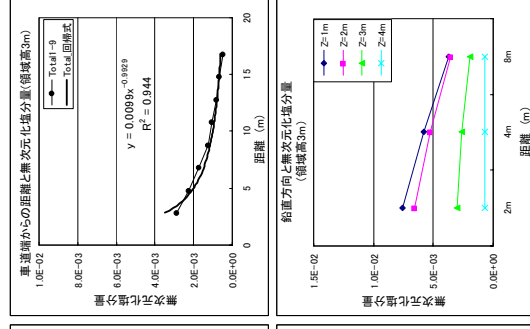 車道端からの距離と無次元化塩分量(領域高3m)
1.0E-02
8.0E-03
6.0E-03
4.0E-03
2.0E-03
0.0E+00
無次元化塩分量
0
5
10
15
20
距離 (m)
Total1-9
Total_回帰式
y = 0.0099x^-0.9929
R² = 0.944
鉛直方向と無次元化塩分量
(領域高3m)
1.5E-02
1.0E-02
5.0E-03
0.0E+00
無次元化塩分量
2m
4m
8m
距離 (m)
Z=1m
Z=2m
Z=3m
Z=4m